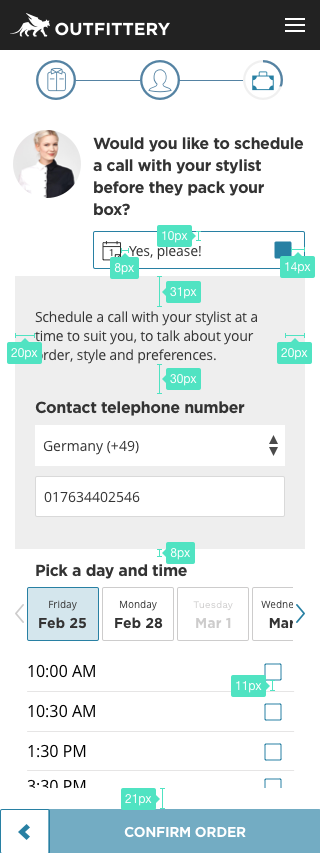 OUTFITTERY
Would you like to schedule
a call with your stylist
before they pack your
box?
10px
Yes, please!
8px
14px
31px
Schedule a call with your stylist at a
time to suit you, to talk about your
order, style and preferences.
20px
20px
30px
Contact telephone number
Germany (+49)
017634402546
8px
Pick a day and time
Friday
Feb 25
Monday
Feb 28
Tuesday
Mar 1
Wedne
Mar
10:00 AM
11px
10:30 AM
1:30 PM
3:30 PM
21px
CONFIRM ORDER